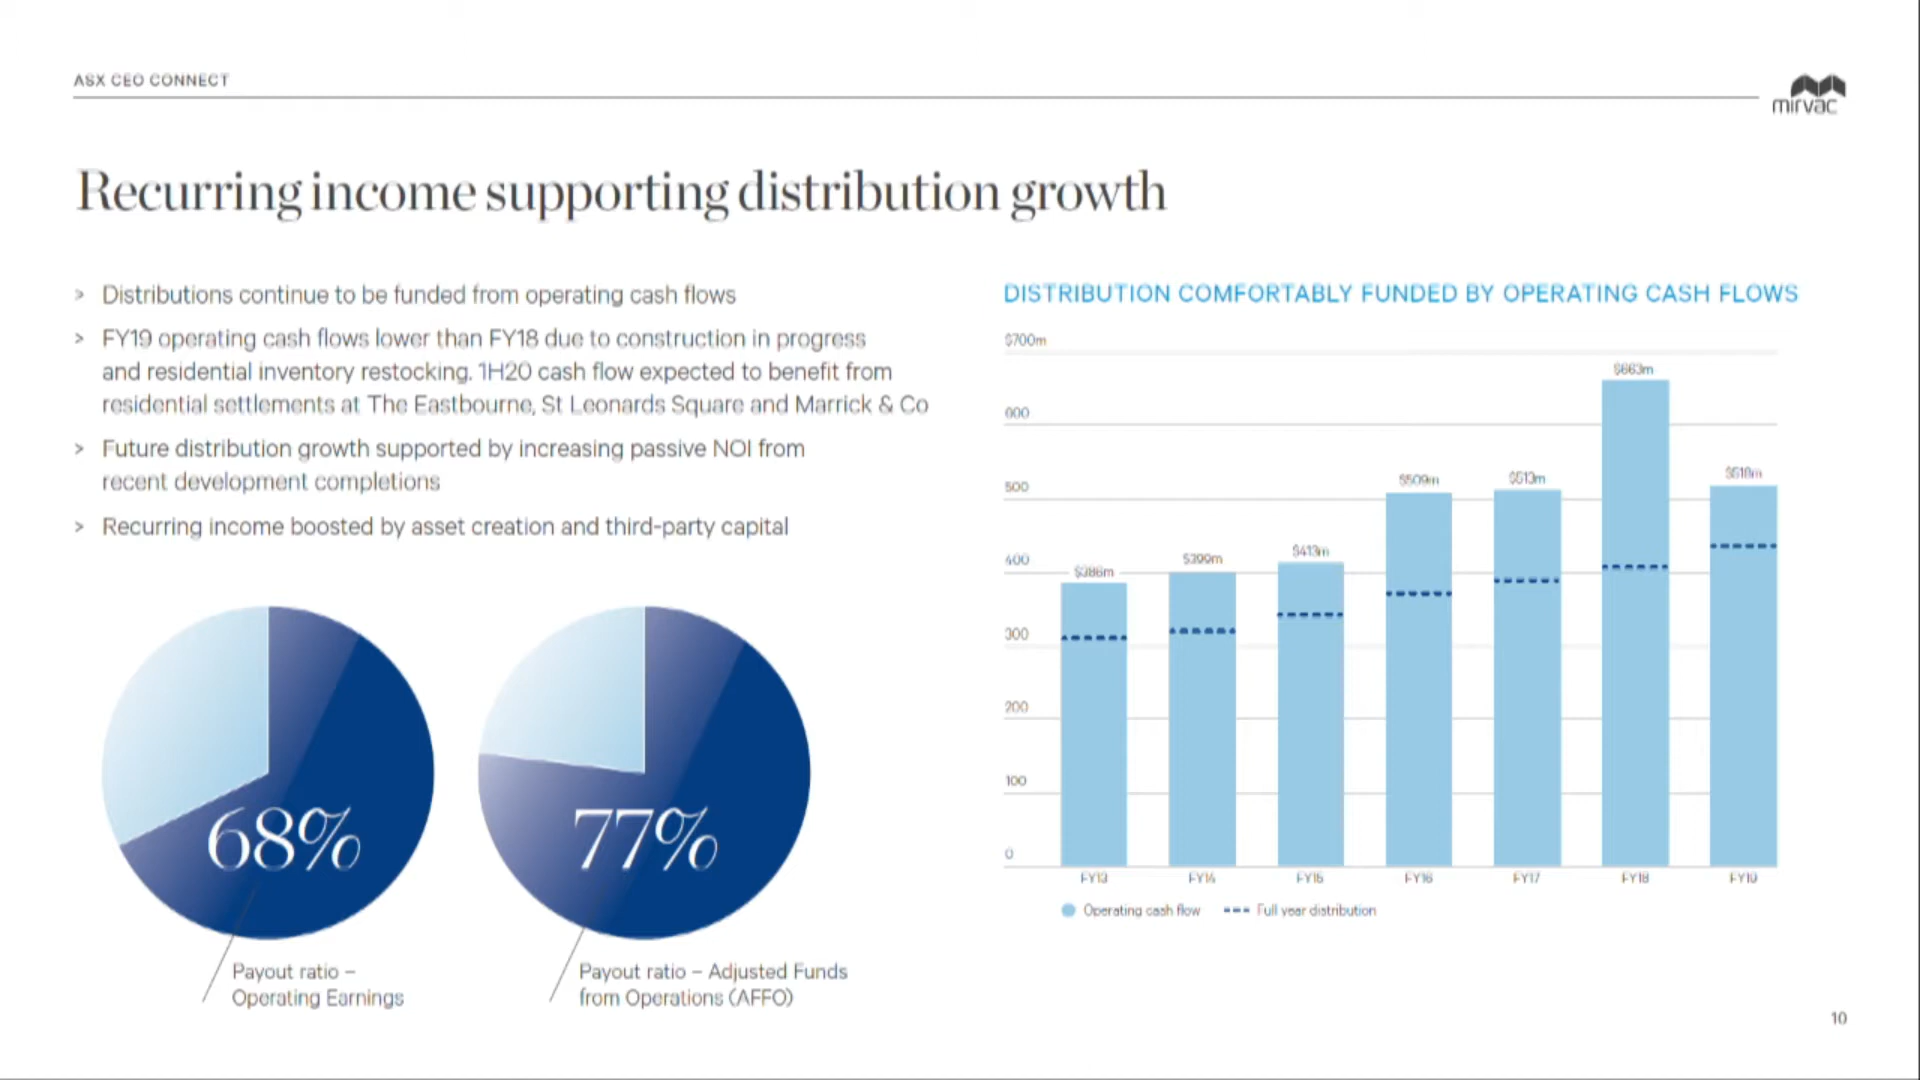 ASX CEO CONNECT
mirvac
Recurring income supporting distribution growth
> Distributions continue to be funded from operating cash flows
> FY19 operating cash flows lower than FY18 due to construction in progress
and residential inventory restocking. 1H20 cash flow expected to benefit from
residential settlements at The Eastbourne, St Leonards Square and Marrick & Co
> Future distribution growth supported by increasing passive NOI from
recent development completions
> Recurring income boosted by asset creation and third-party capital
68%
77%
Payout ratio –
Operating Earnings
Payout ratio – Adjusted Funds
from Operations (AFFO)
DISTRIBUTION COMFORTABLY FUNDED BY OPERATING CASH FLOWS
$700m
600
500
400
300
200
100
0
$386m
$399m
$413m
$509m
$513m
$663m
$518m
FY13
FY14
FY15
FY16
FY17
FY18
FY19
Operating cash flow
Full year distribution
10